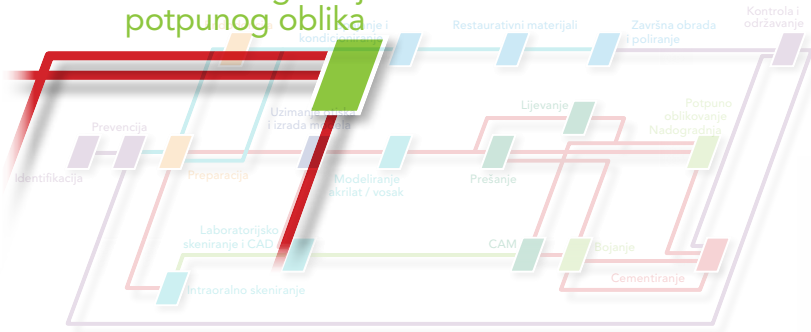 potpunog oblika
kondicioniranje
Restaurativni materijali
Završna obrada
i poliranje
Kontrola i
održavanje
Prevencija
Identifikacija
Preparacija
Uzimanje otiska
i izrada modela
Modeliranje
akrilat / vosak
Lijevanje
Prešanje
Potpuno
oblikovanje
Nadogradnja
Laboratorijsko
skeniranje i CAD
Intraoralno skeniranje
CAM
Bojanje
Cementiranje